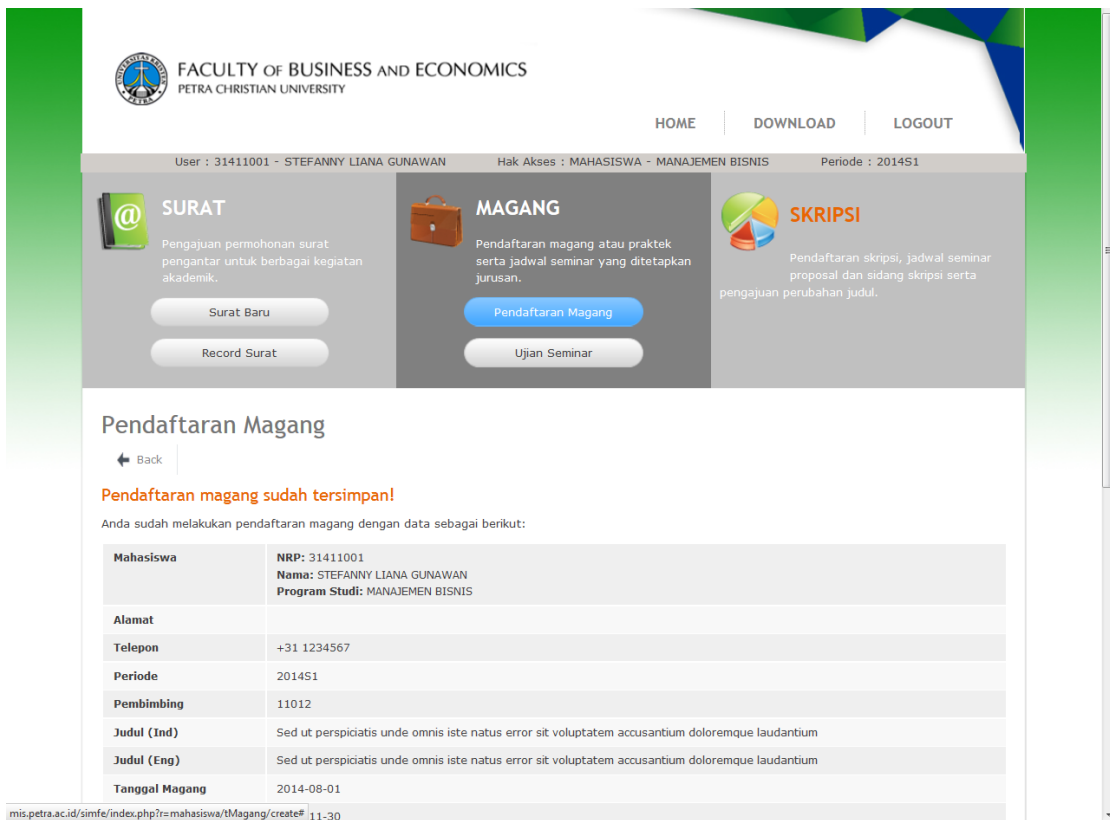 UNIVERSITAS KRISTEN
PETRA
FACULTY OF BUSINESS AND ECONOMICS
PETRA CHRISTIAN UNIVERSITY
HOME DOWNLOAD LOGOUT
User : 31411001 - STEFANNY LIANA GUNAWAN Hak Akses : MAHASISWA - MANAJEMEN BISNIS Periode : 2014S1
SURAT
Pengajuan permohonan surat
pengantar untuk berbagai kegiatan
akademik.
Surat Baru
Record Surat
MAGANG
Pendaftaran magang atau praktek
serta jadwal seminar yang ditetapkan
jurusan.
Pendaftaran Magang
Ujian Seminar
SKRIPSI
Pendaftaran skripsi, jadwal seminar
proposal dan sidang skripsi serta
pengajuan perubahan judul.
Pendaftaran Magang
Back
Pendaftaran magang sudah tersimpan!
Anda sudah melakukan pendaftaran magang dengan data sebagai berikut:
Mahasiswa NRP: 31411001
Nama: STEFANNY LIANA GUNAWAN
Program Studi: MANAJEMEN BISNIS
Alamat
Telepon +31 1234567
Periode 2014S1
Pembimbing 11012
Judul (Ind) Sed ut perspiciatis unde omnis iste natus error sit voluptatem accusantium doloremque laudantium
Judul (Eng) Sed ut perspiciatis unde omnis iste natus error sit voluptatem accusantium doloremque laudantium
Tanggal Magang 2014-08-01
mis.petra.ac.id/simfe/index.php?r=mahasiswa/tMagang/create# 11-30